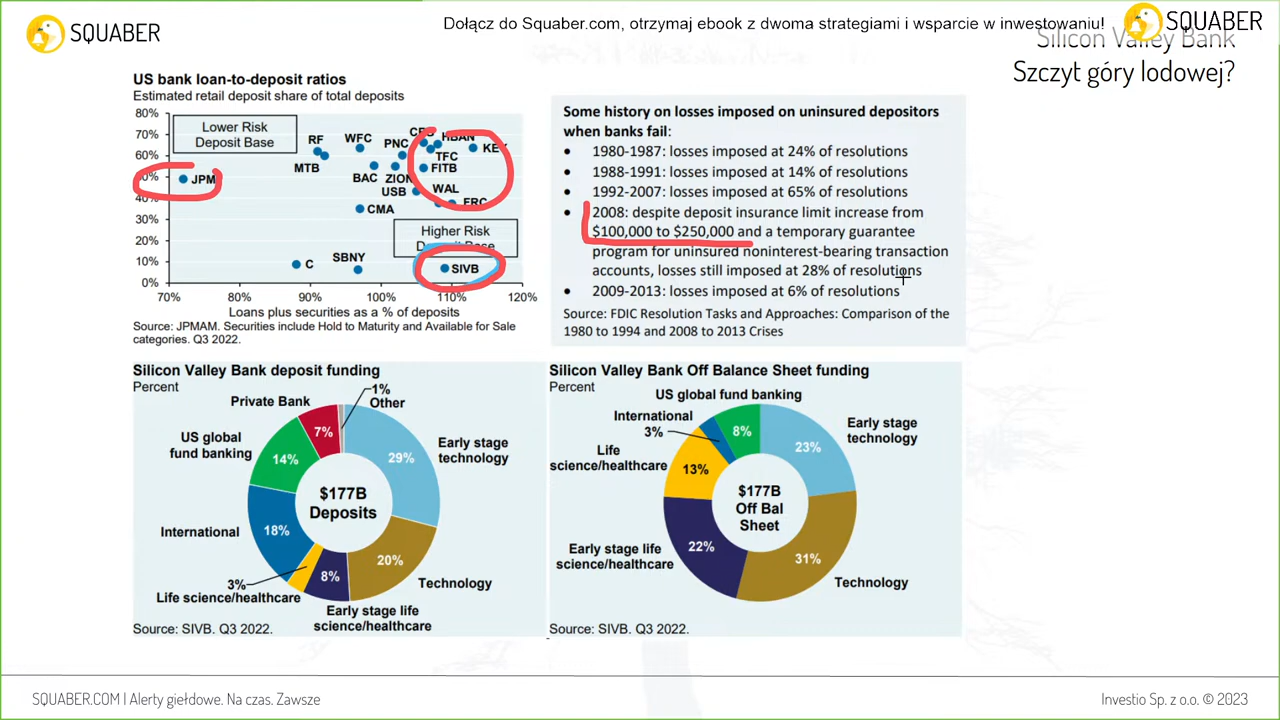 SQUABER
Dołącz do Squaber.com, otrzymaj ebook z dwoma strategiami i wsparcie w inwestowaniu!
SQUABER
Silicon Valley Bank
Szczyt góry lodowej?
US bank loan-to-deposit ratios
Estimated retail deposit share of total deposits
80%
70%
60%
50%
40%
30%
20%
10%
0%
Lower Risk
Deposit Base
RF
WFC
PNC
HBAN
KEY
MTB
TFC
BAC
ZION
FITB
USB
WAL
JPM
CMA
FRC
Higher Risk
Deposit Base
C
SBNY
SIVB
70%
80%
90%
100%
110%
120%
Loans plus securities as a % of deposits
Source: JPMAM. Securities include Hold to Maturity and Available for Sale
categories. Q3 2022.
Some history on losses imposed on uninsured depositors
when banks fail:
• 1980-1987: losses imposed at 24% of resolutions
• 1988-1991: losses imposed at 14% of resolutions
• 1992-2007: losses imposed at 65% of resolutions
• 2008: despite deposit insurance limit increase from
$100,000 to $250,000 and a temporary guarantee
program for uninsured noninterest-bearing transaction
accounts, losses still imposed at 28% of resolutions
• 2009-2013: losses imposed at 6% of resolutions
Source: FDIC Resolution Tasks and Approaches: Comparison of the
1980 to 1994 and 2008 to 2013 Crises
Silicon Valley Bank deposit funding
Percent
1%
Other
Private Bank
7%
US global
fund banking
14%
Early stage
technology
29%
$177B
Deposits
International
18%
20%
Technology
3%
Life science/healthcare
8%
Early stage life
science/healthcare
Source: SIVB. Q3 2022.
Silicon Valley Bank Off Balance Sheet funding
Percent
US global fund banking
8%
International
3%
Early stage
technology
23%
Life
science/healthcare
13%
$177B
Off Bal
Sheet
Early stage life
science/healthcare
22%
31%
Technology
Source: SIVB. Q3 2022.
SQUABER.COM | Alerty giełdowe. Na czas. Zawsze
Investio Sp. z o.o. © 2023